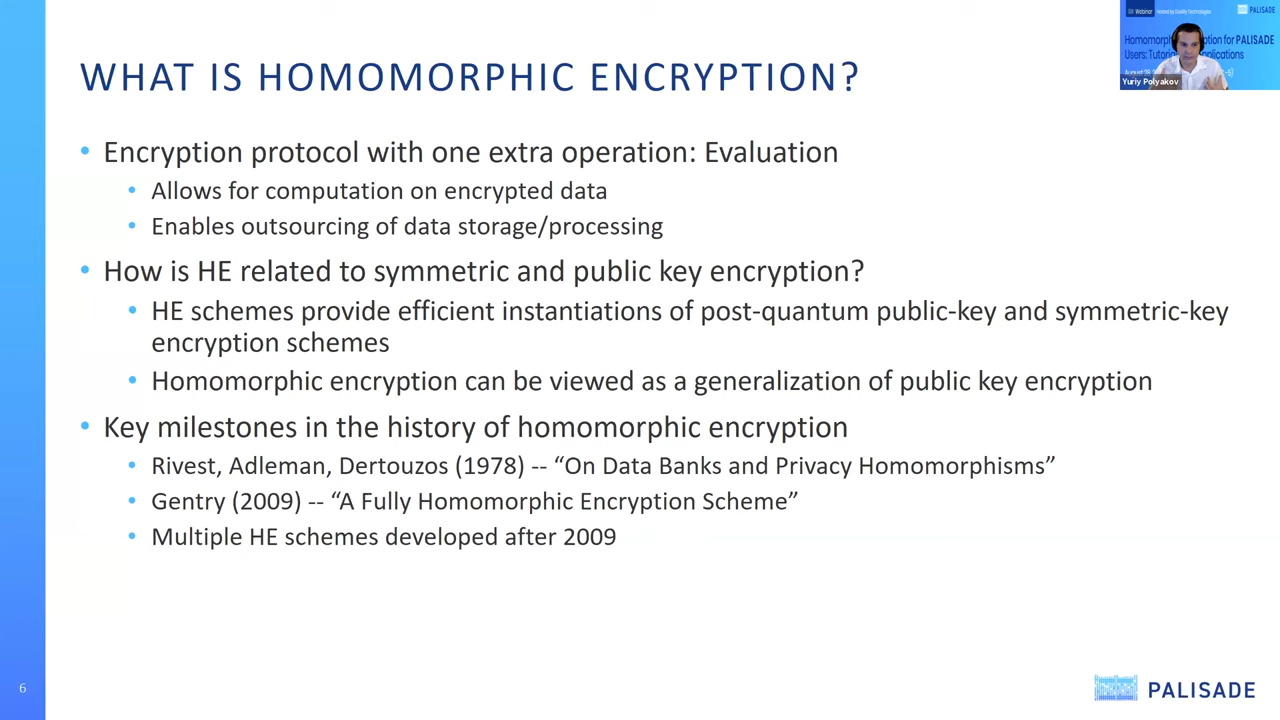 WHAT IS HOMOMORPHIC ENCRYPTION?
Webinar
PALISADE
Users:
Yuriy Polyakov
• Encryption protocol with one extra operation: Evaluation
• Allows for computation on encrypted data
• Enables outsourcing of data storage/processing
• How is HE related to symmetric and public key encryption?
• HE schemes provide efficient instantiations of post-quantum public-key and symmetric-key
encryption schemes
• Homomorphic encryption can be viewed as a generalization of public key encryption
• Key milestones in the history of homomorphic encryption
• Rivest, Adleman, Dertouzos (1978) -- “On Data Banks and Privacy Homomorphisms”
• Gentry (2009) -- “A Fully Homomorphic Encryption Scheme”
• Multiple HE schemes developed after 2009
6
PALISADE